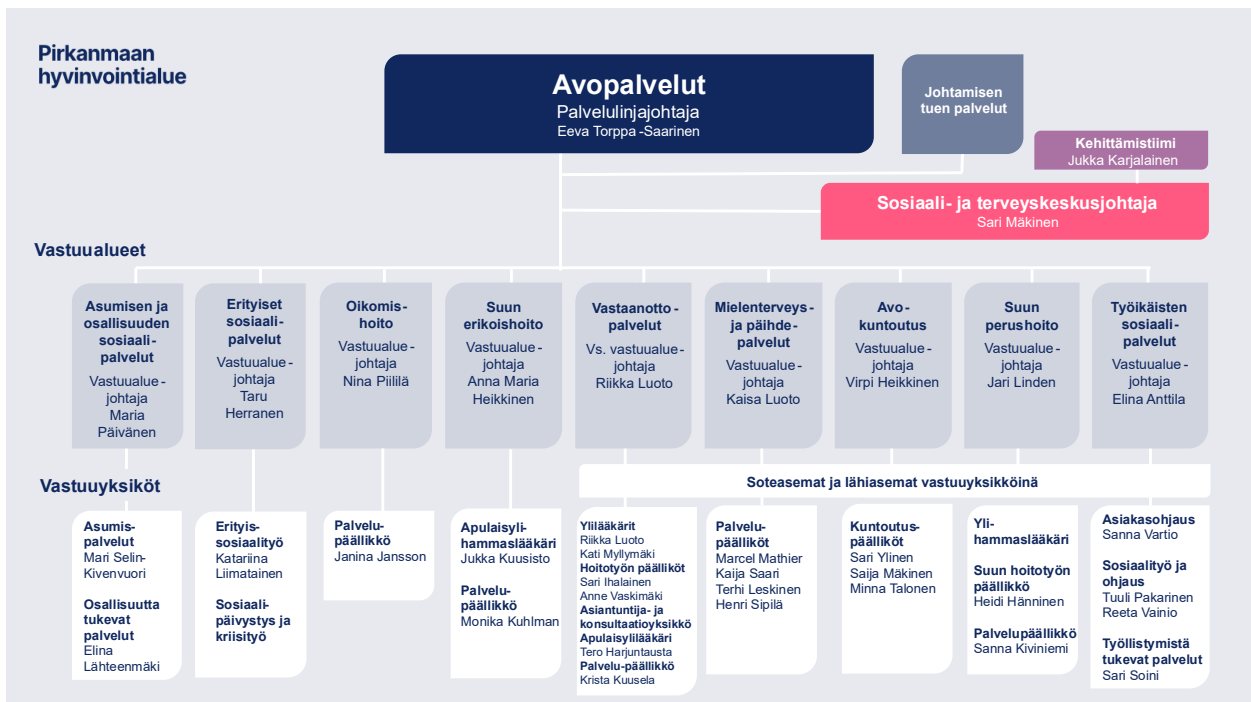 Pirkanmaan
hyvinvointialue
Avopalvelut
Palvelulinjajohtaja
Eeva Torppa -Saarinen
Johtamisen
tuen palvelut
Kehittämistiimi
Jukka Karjalainen
Sosiaali- ja terveyskeskusjohtaja
Sari Mäkinen
Vastuualueet
Asumisen ja
osallisuuden
sosiaali-
palvelut
Vastuualue -
johtaja
Maria
Päivänen
Erityiset
sosiaali-
palvelut
Vastuualue -
johtaja
Taru
Herranen
Oikomis-
hoito
Vastuualue -
johtaja
Nina Piililä
Suun
erikoishoito
Vastuualue -
johtaja
Anna Maria
Heikkinen
Vastaanotto -
palvelut
Vs. vastuualue -
johtaja
Riikka Luoto
Mielenterveys -
ja päihde-
palvelut
Vastuualue -
johtaja
Kaisa Luoto
Avo-
kuntoutus
Vastuualue -
johtaja
Virpi Heikkinen
Suun
perushoito
Vastuualue -
johtaja
Jari Linden
Työikäisten
sosiaali-
palvelut
Vastuualue -
johtaja
Elina Anttila
Vastuuyksiköt
Soteasemat ja lähiasemat vastuuyksikköinä
Asumis-
palvelut
Mari Selin-
Kivenvuori
Osallisuutta
tukevat
palvelut
Elina
Lähteenmäki
Erityis-
sosiaalityö
Katariina
Liimatainen
Sosiaali-
päivystys ja
kriisityö
Palvelu-
päällikkö
Janina Jansson
Apulaisyli-
hammaslääkäri
Jukka Kuusisto
Palvelu-
päällikkö
Monika Kuhlman
Ylilääkärit
Riikka Luoto
Kati Myllymäki
Hoitotyön päälliköt
Sari Ihalainen
Anne Vaskimäki
Asiantuntija- ja
konsultaatioyksikkö
Apulaisylilääkäri
Tero Harjuntausta
Palvelu-päällikkö
Krista Kuusela
Palvelu-
päälliköt
Marcel Mathier
Kaija Saari
Terhi Leskinen
Henri Sipilä
Kuntoutus-
päälliköt
Sari Ylinen
Saija Mäkinen
Minna Talonen
Yli-
hammaslääkäri
Suun hoitotyön
päällikkö
Heidi Hänninen
Palvelupäällikkö
Sanna Kiviniemi
Asiakasohjaus
Sanna Vartio
Sosiaalityö ja
ohjaus
Tuuli Pakarinen
Reeta Vainio
Työllistymistä
tukevat palvelut
Sari Soini